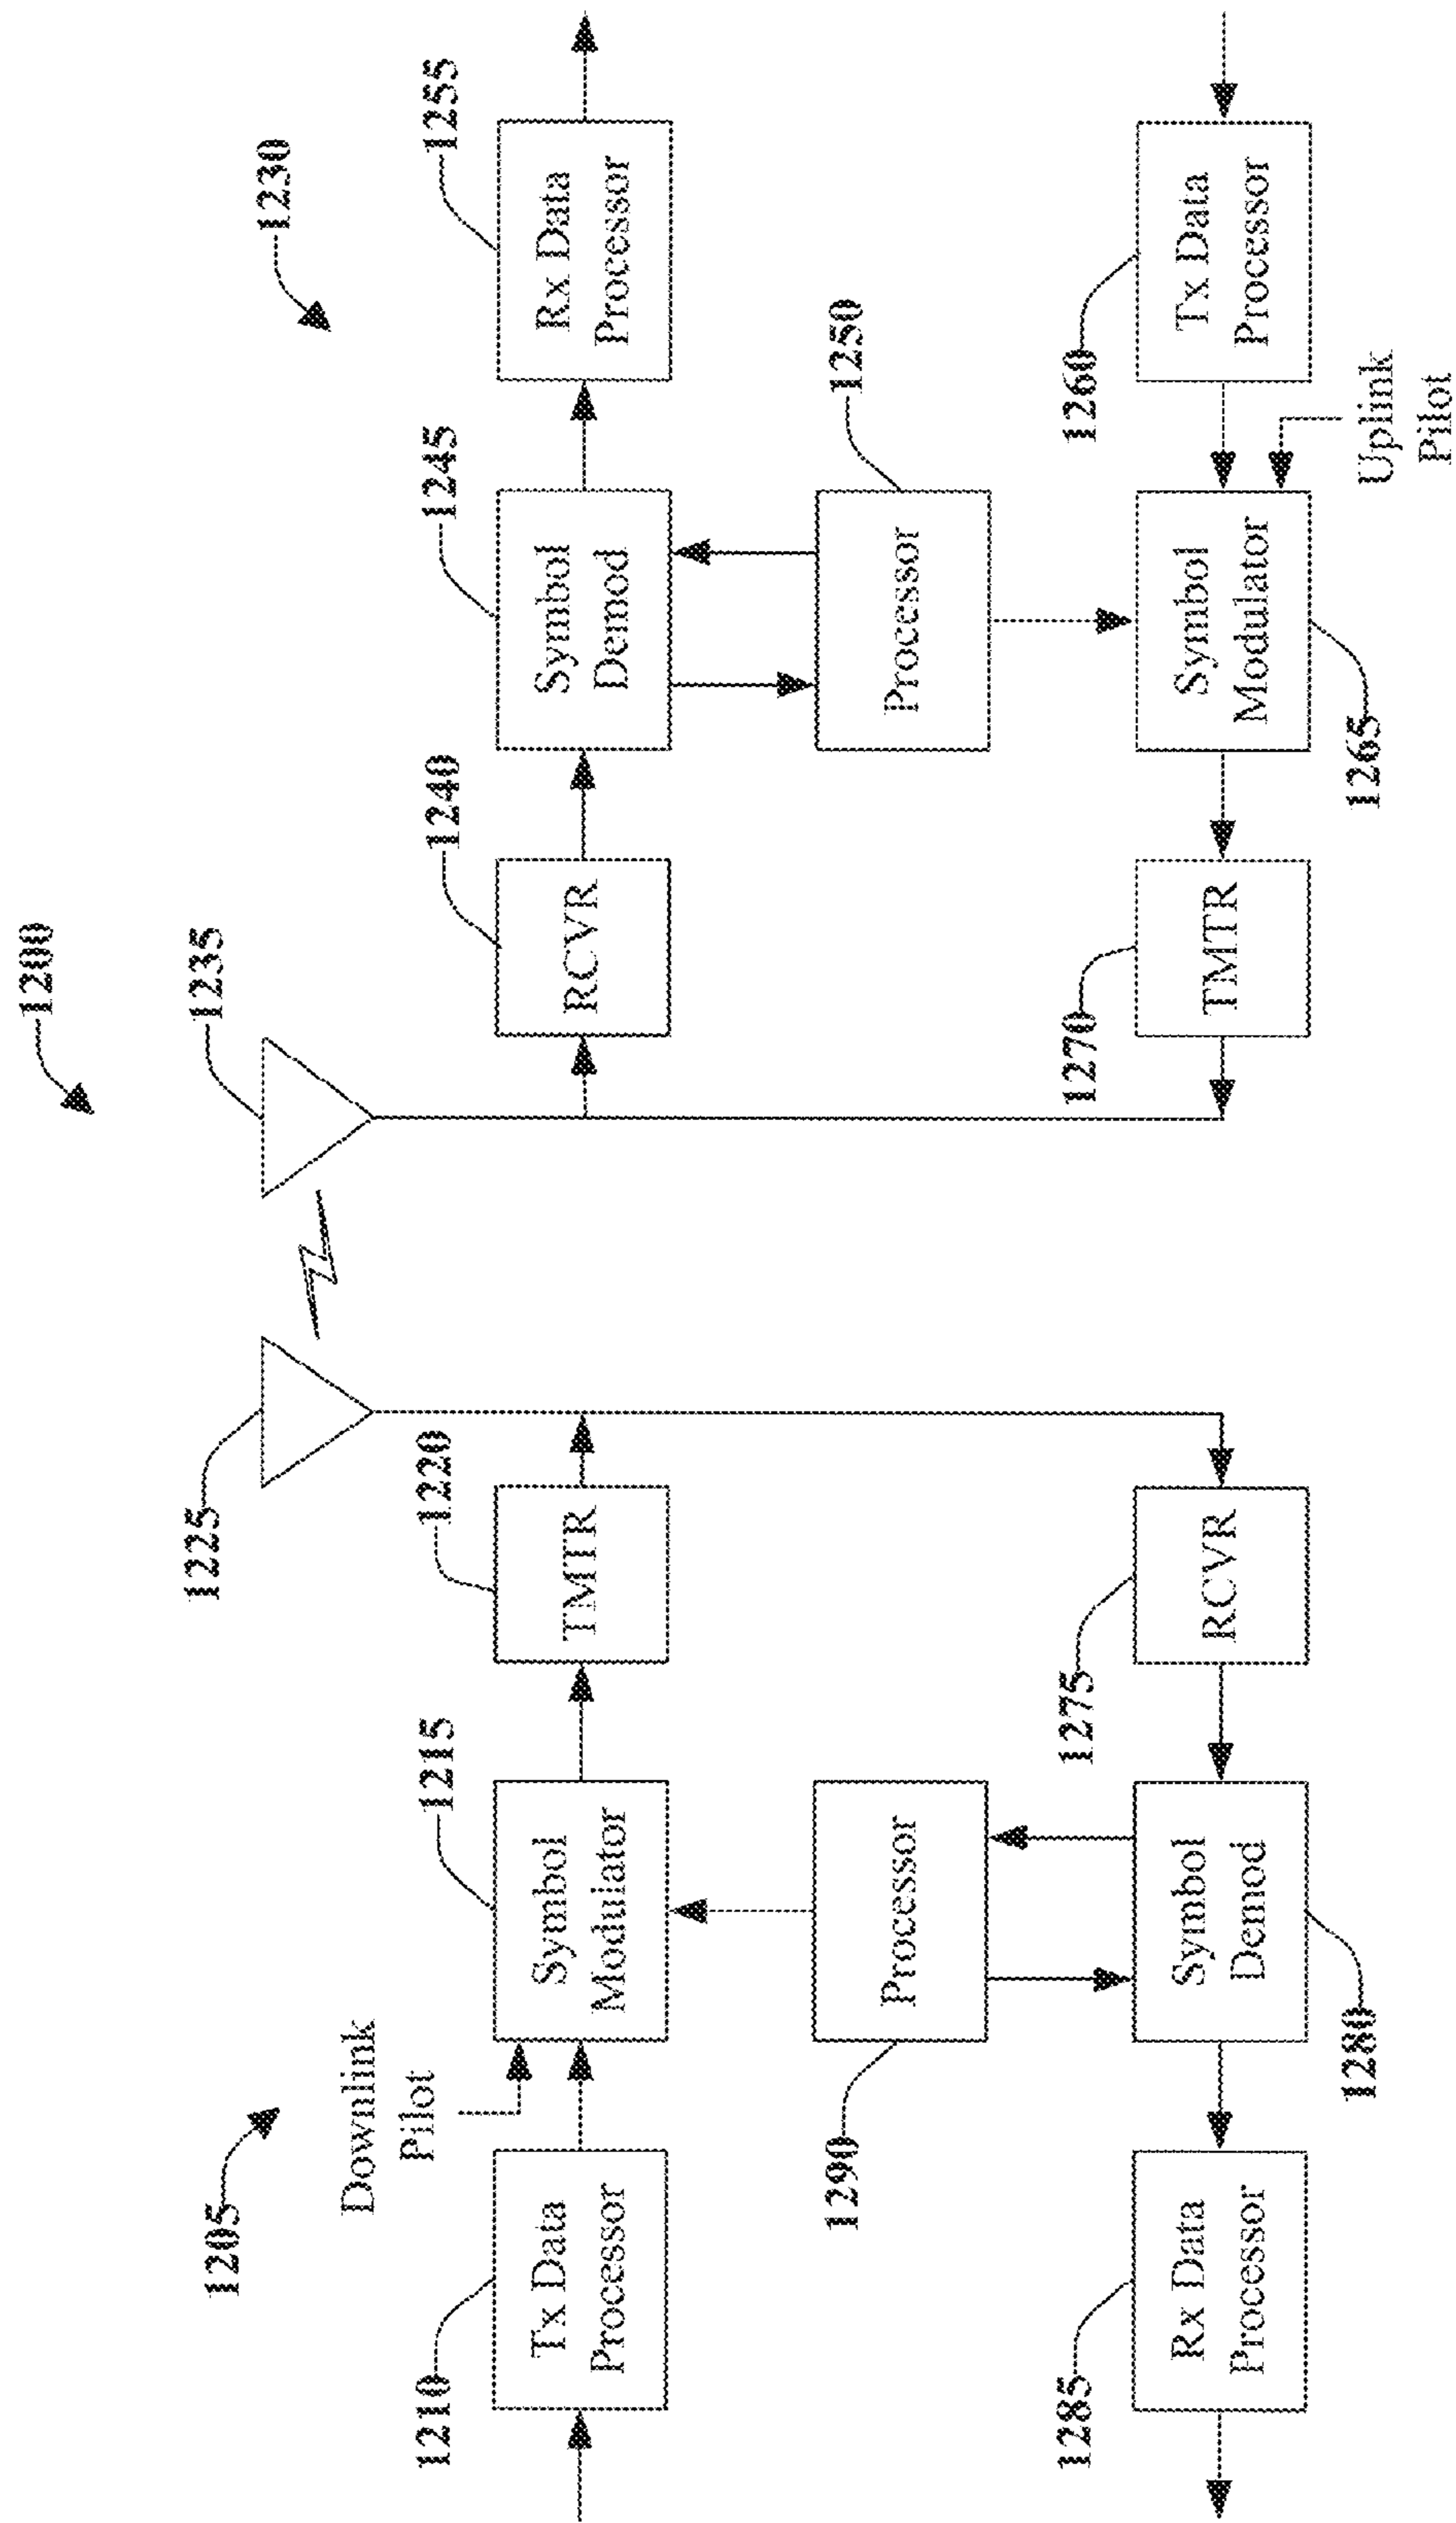 1200
1205
1225
1235
1230
Downlink
Pilot
1210
1215
1220
1240
1245
1255
Tx Data
Processor
Symbol
Modulator
TMTR
RCVR
Symbol
Demod
Rx Data
Processor
1290
Processor
Processor
1250
1285
1275
1270
1260
Rx Data
Processor
Symbol
Demod
RCVR
TMTR
Symbol
Modulator
Tx Data
Processor
1280
1265
Uplink
Pilot